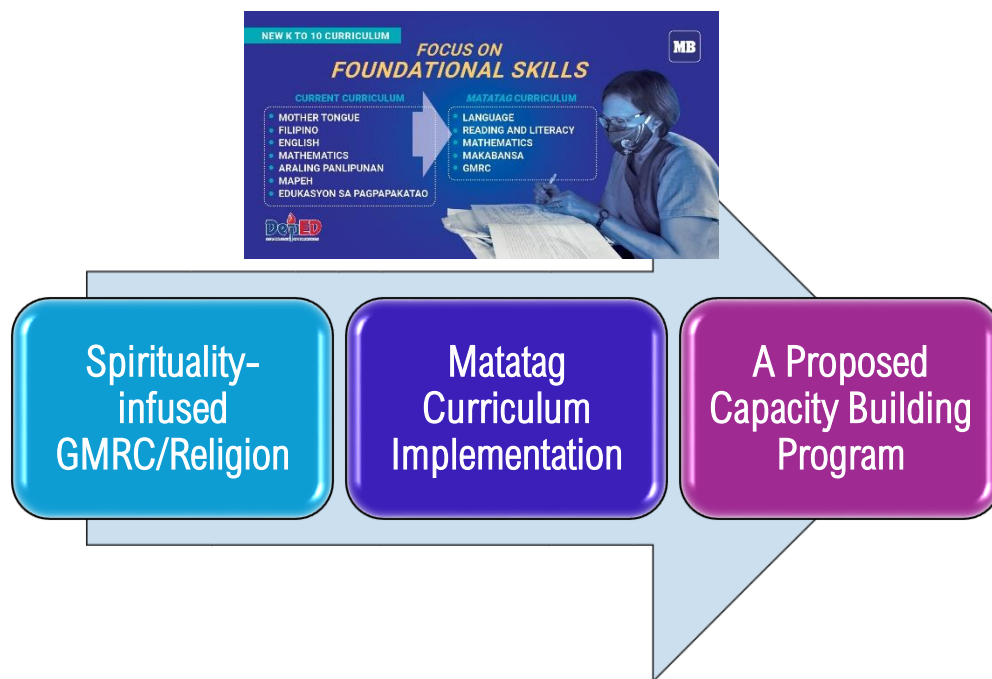 NEW K TO 10 CURRICULUM
MB
FOCUS ON
FOUNDATIONAL SKILLS
CURRENT CURRICULUM
MOTHER TONGUE
FILIPINO
ENGLISH
MATHEMATICS
ARALING PANLIPUNAN
MAPEH
EDUKASYON SA PAGPAPAKATAO
MATATAG CURRICULUM
LANGUAGE
READING AND LITERACY
MATHEMATICS
MAKABANSA
GMRC
DepED
Spirituality-
infused
GMRC/Religion
Matatag
Curriculum
Implementation
A Proposed
Capacity Building
Program